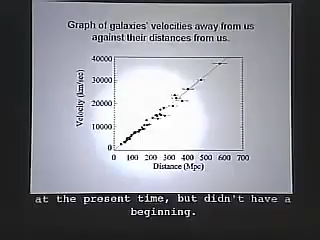 Graph of galaxies' velocities away from us
against their distances from us.
40000
30000
20000
10000
0
Velocity (km/sec)
0 100 200 300 400 500 600 700
Distance (Mpc)
at the present time, but didn't have a
beginning.